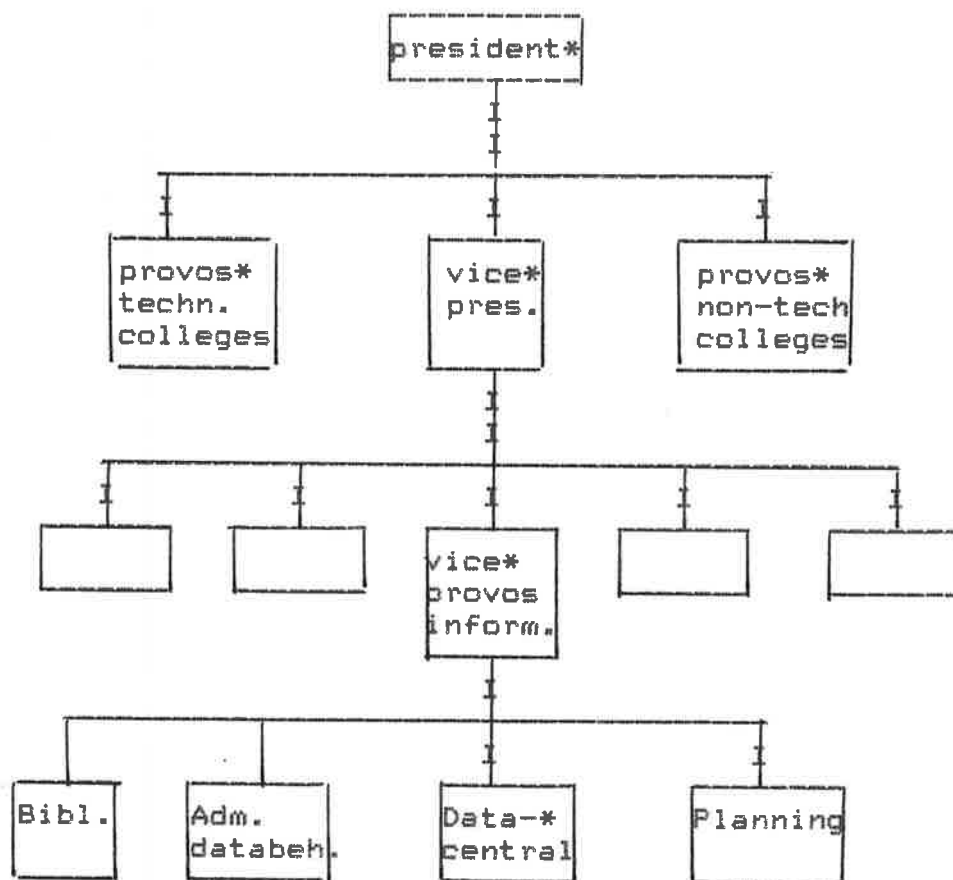 president*
provos*
techn.
colleges
vice*
pres.
provos*
non-tech
colleges
vice*
provos
inform.
Bibl.
Adm.
databeh.
Data-*
central
Planning